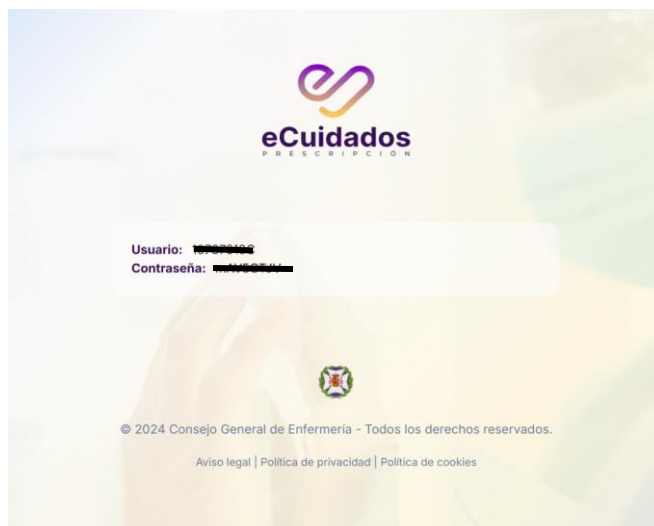 eCuidados
PRESCRIPCIÓN
Usuario:
Contraseña:
© 2024 Consejo General de Enfermería - Todos los derechos reservados.
Aviso legal | Política de privacidad | Política de cookies